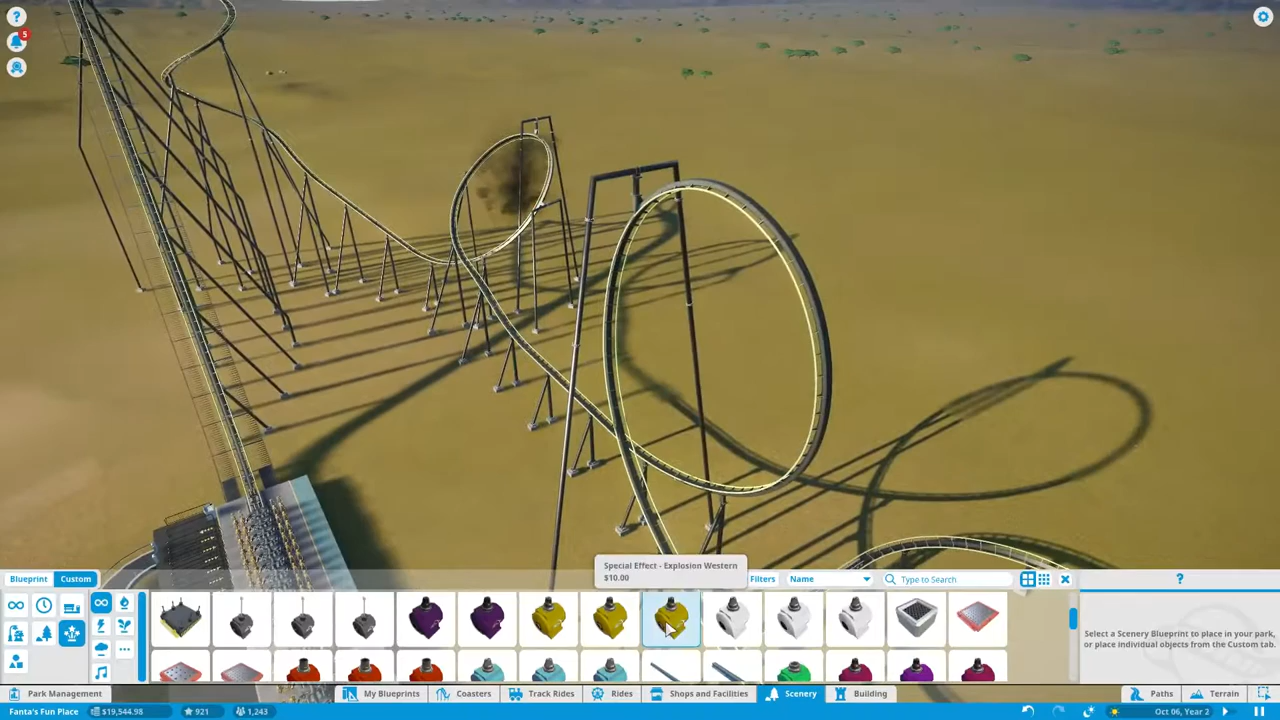 5
Special Effect - Explosion Western
$10.00
Blueprint
Custom
Filters
Name
Type to Search
Select a Scenery Blueprint to place in your park,
or place individual objects from the Custom tab.
Park Management
My Blueprints
Coasters
Track Rides
Rides
Shops and Facilities
Scenery
Building
Paths
Terrain
Fanta's Fun Place
$19,544.98
921
1,243
Oct 06, Year 2